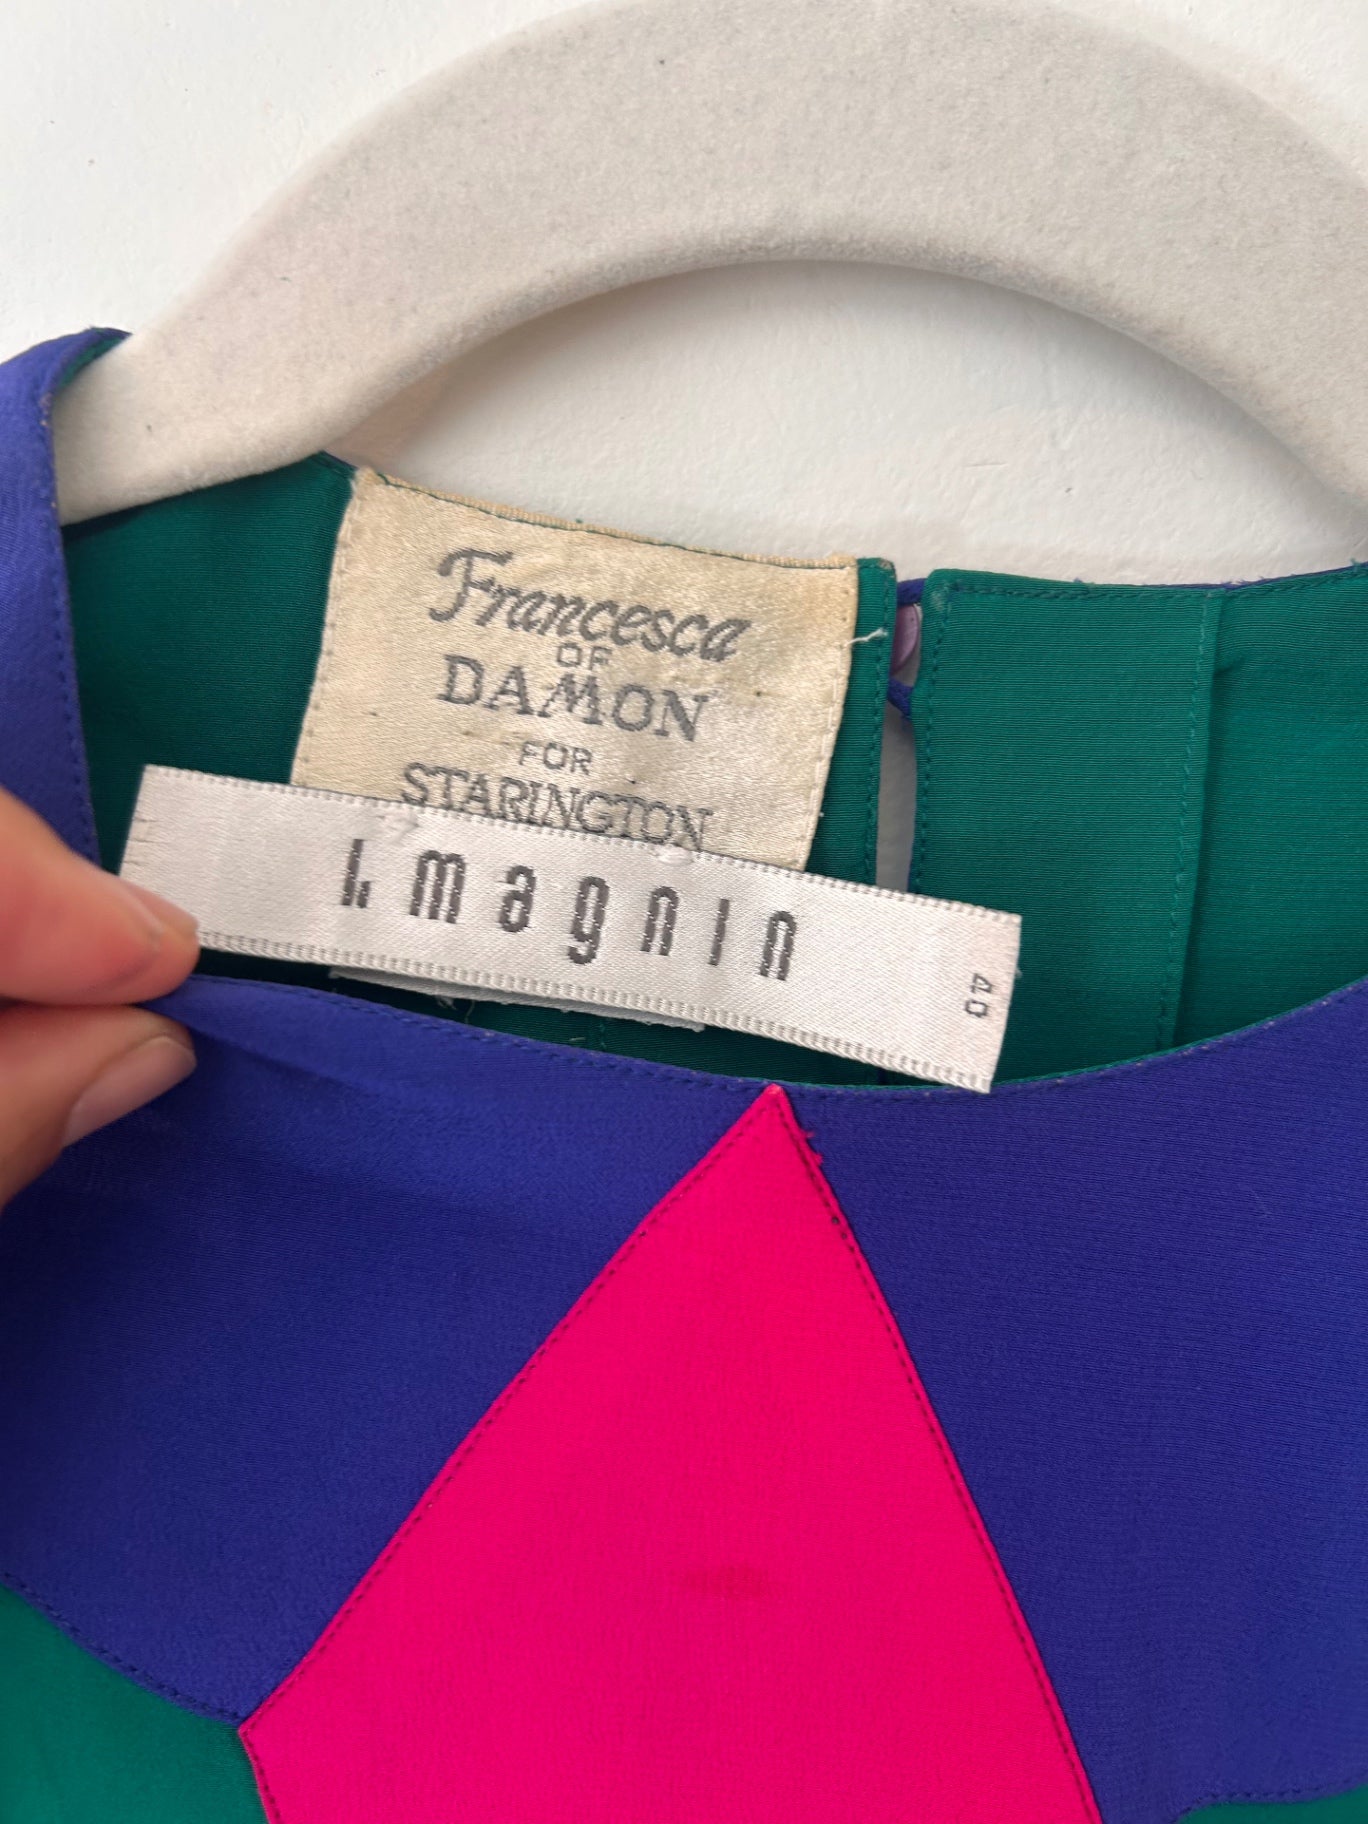 Francesca
OF
DAMON
FOR
STARINGTON
I. magnin
40